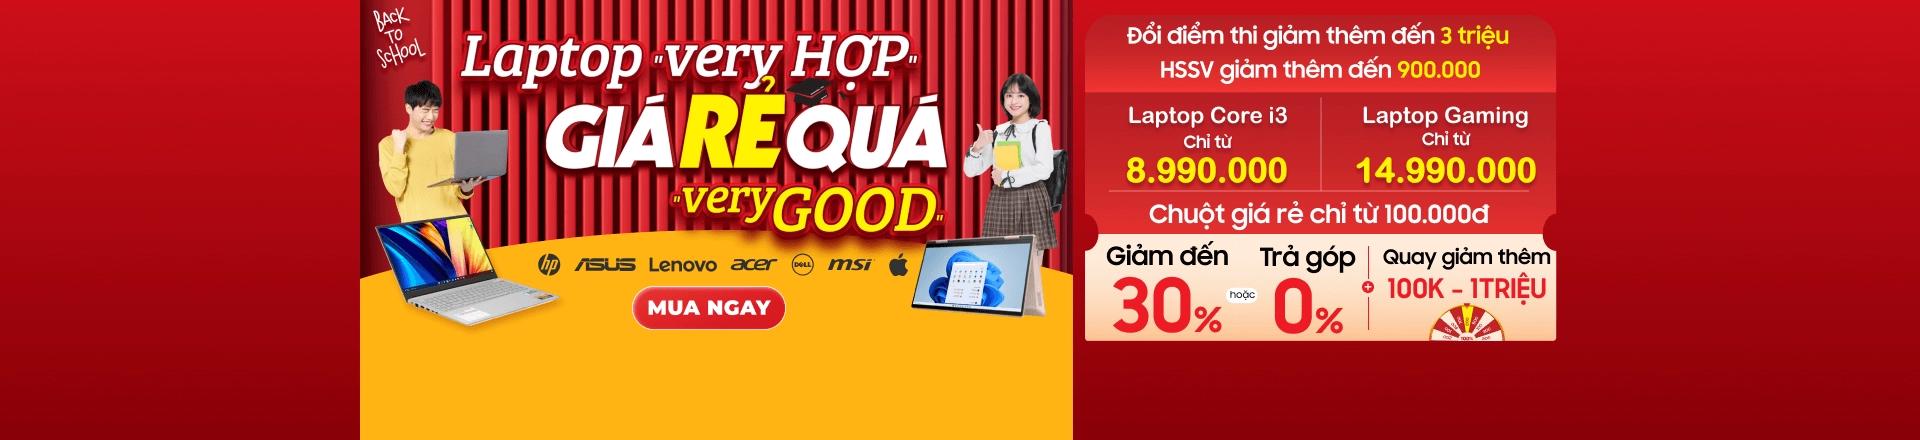 BACK
TO
SCHOOL
Laptop "very HỢP"
GIÁ RẺ QUÁ
"very GOOD"
hp ASUS Lenovo acer DELL msi
MUA NGAY
Đổi điểm thi giảm thêm đến 3 triệu
HSSV giảm thêm đến 900.000
Laptop Core i3
Chỉ từ
8.990.000
Laptop Gaming
Chỉ từ
14.990.000
Chuột giá rẻ chỉ từ 100.000đ
Giảm đến
30%
hoặc
Trả góp
0%
+
Quay giảm thêm
100K - 1TRIỆU
100%